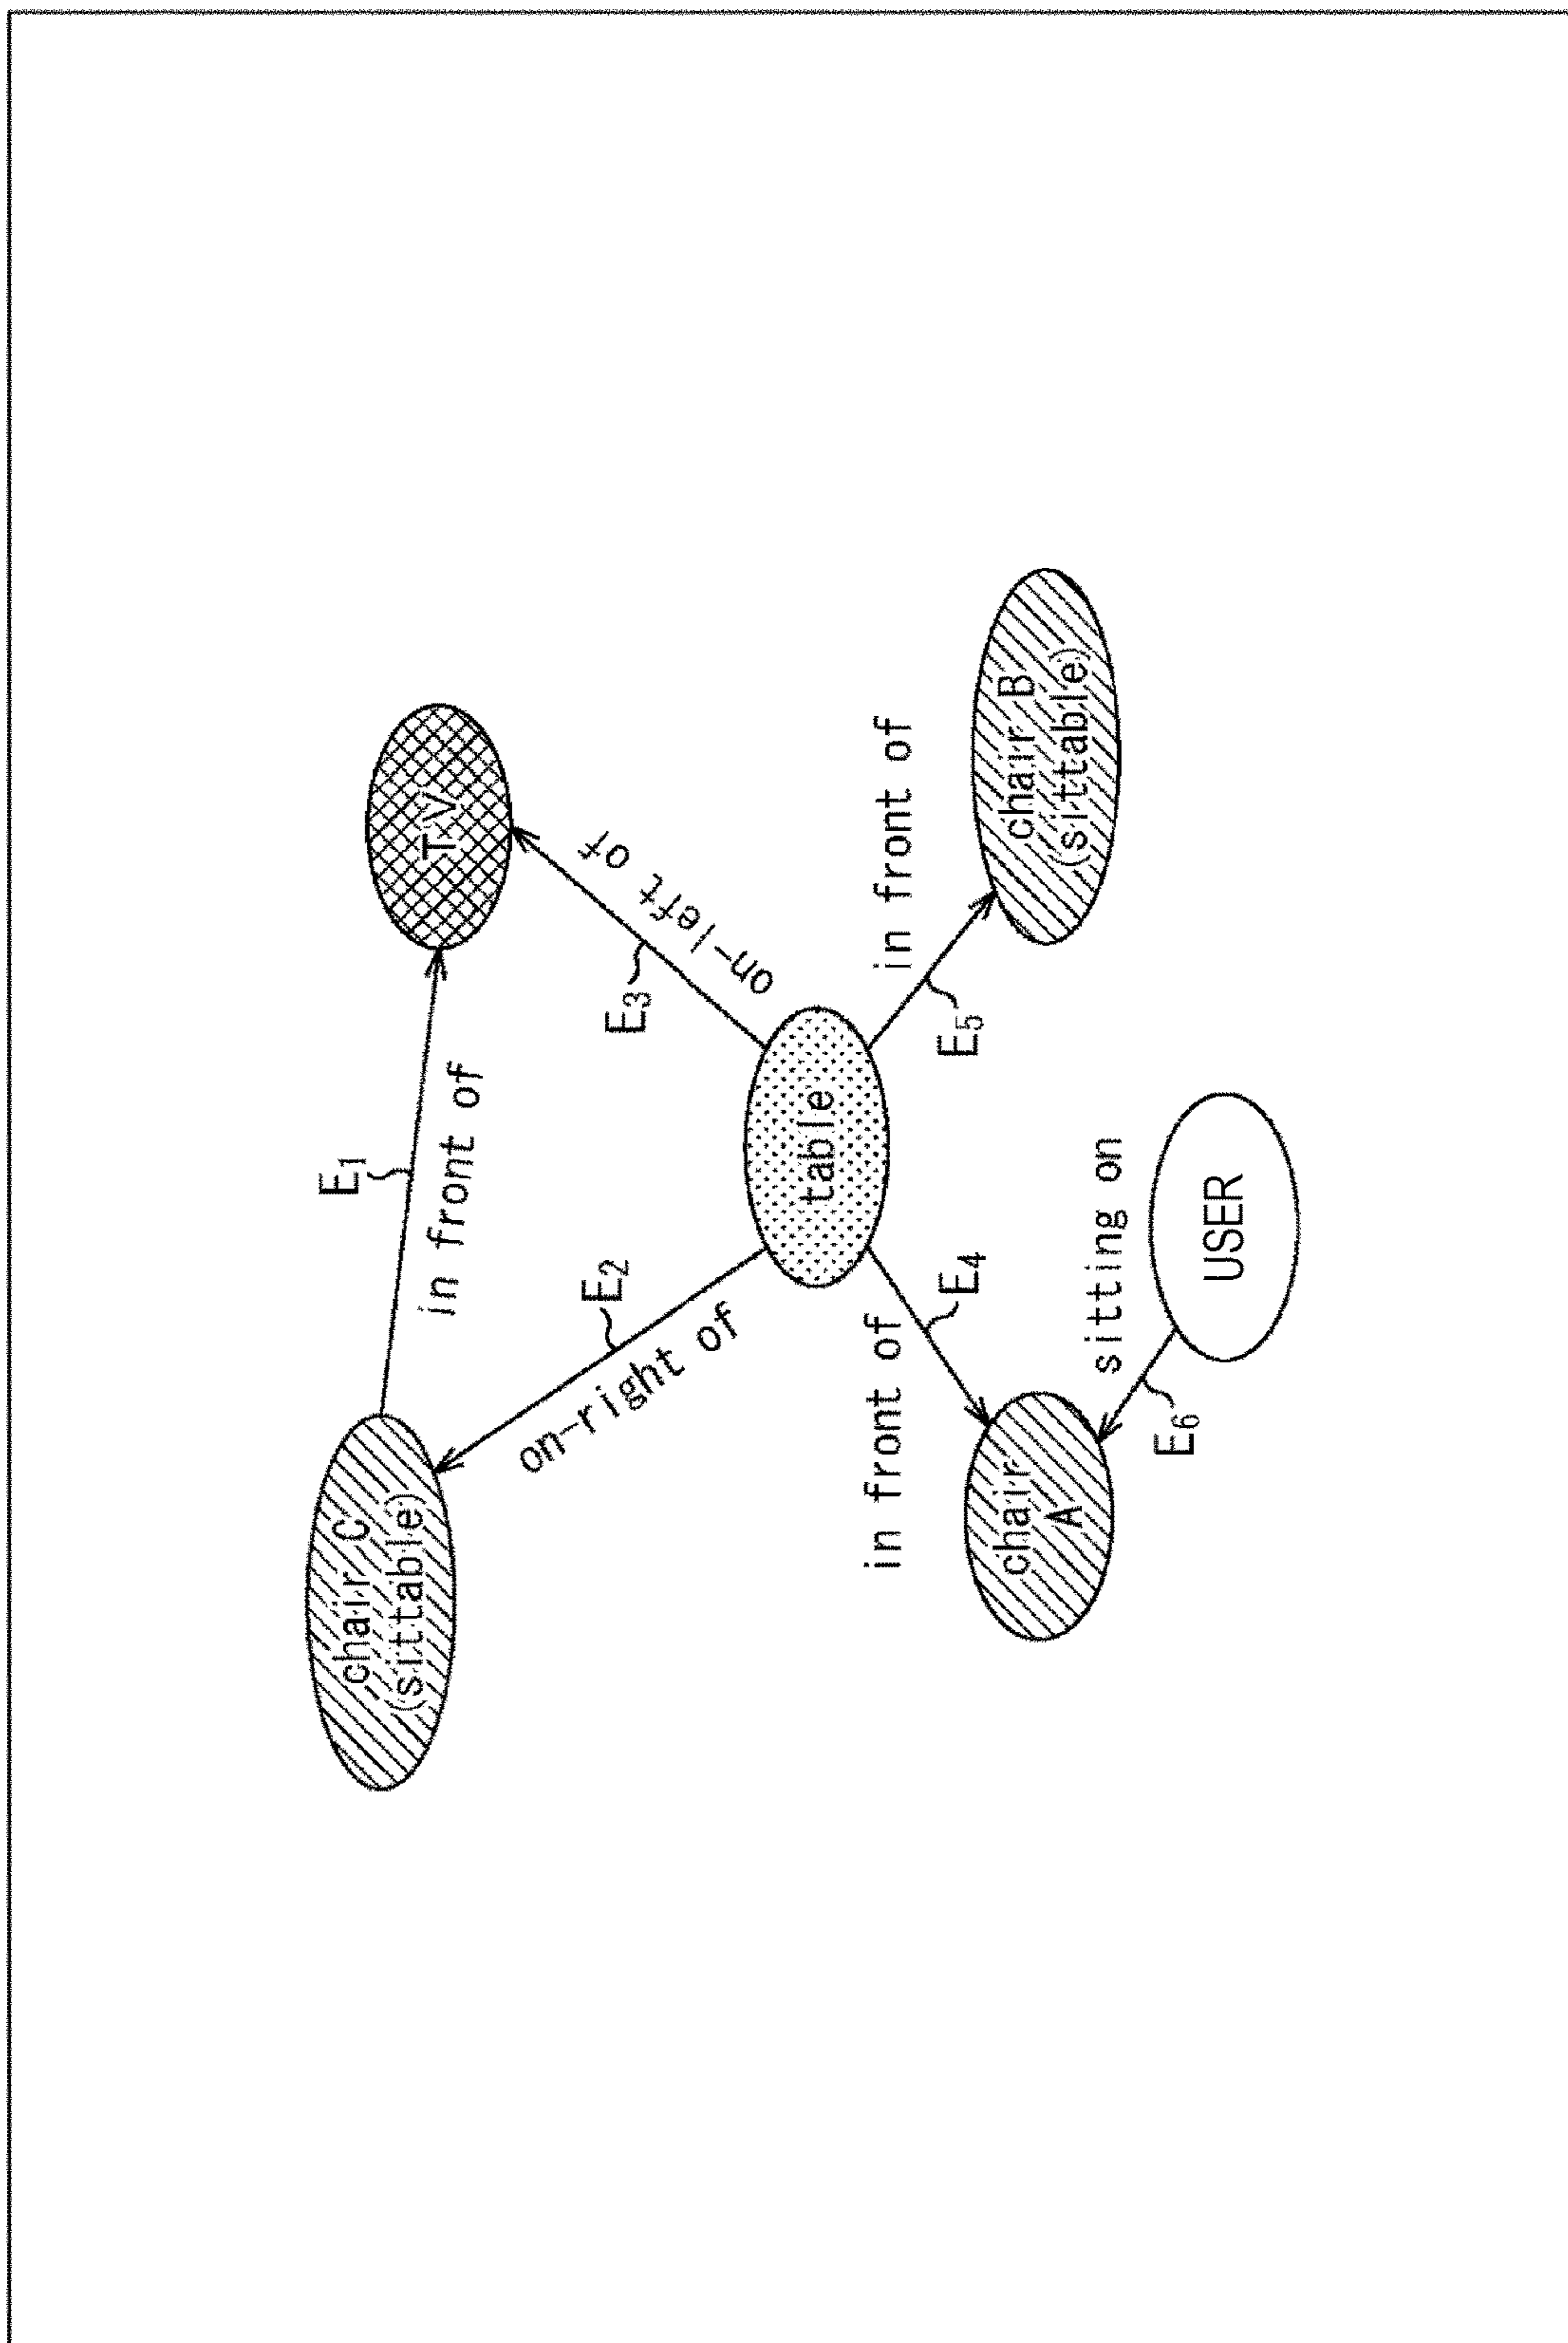 chair C
(sittable)
E1
in front of
TV
E2
on-right of
E3
on-left of
table
E4
in front of
E5
in front of
chair
A
chair B
(sittable)
E6
sitting on
USER